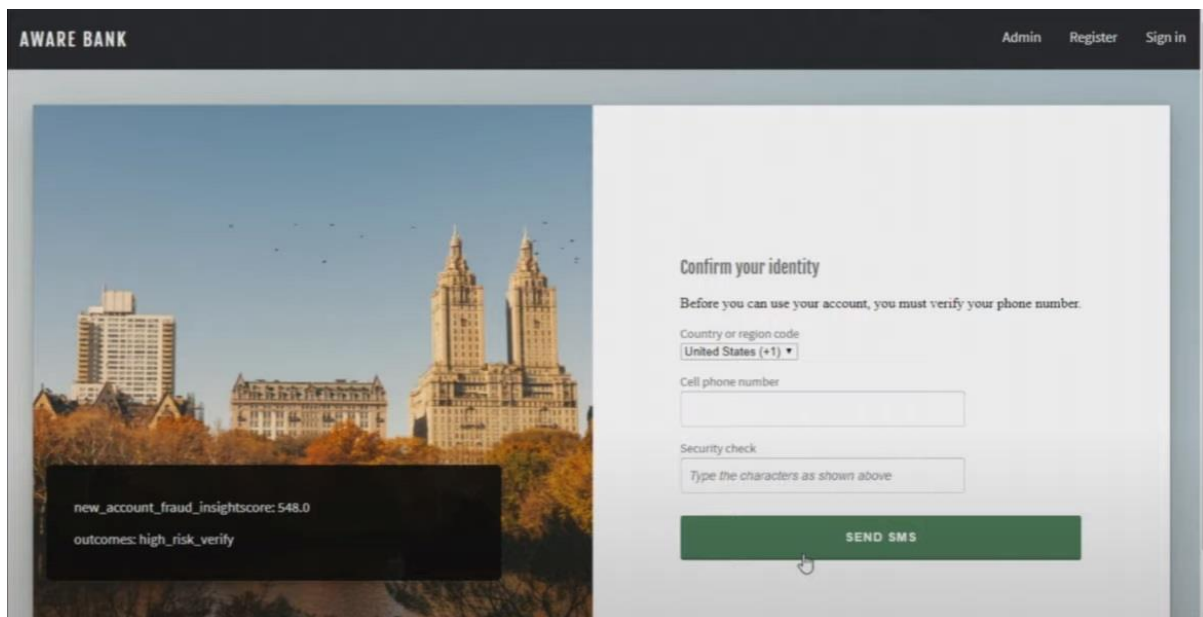 AWARE BANK
Admin Register Sign in
Confirm your identity
Before you can use your account, you must verify your phone number.
Country or region code
United States (+1) ▼
Cell phone number
Security check
Type the characters as shown above
SEND SMS
new_account_fraud_insightscore: 548.0
outcomes: high_risk_verify